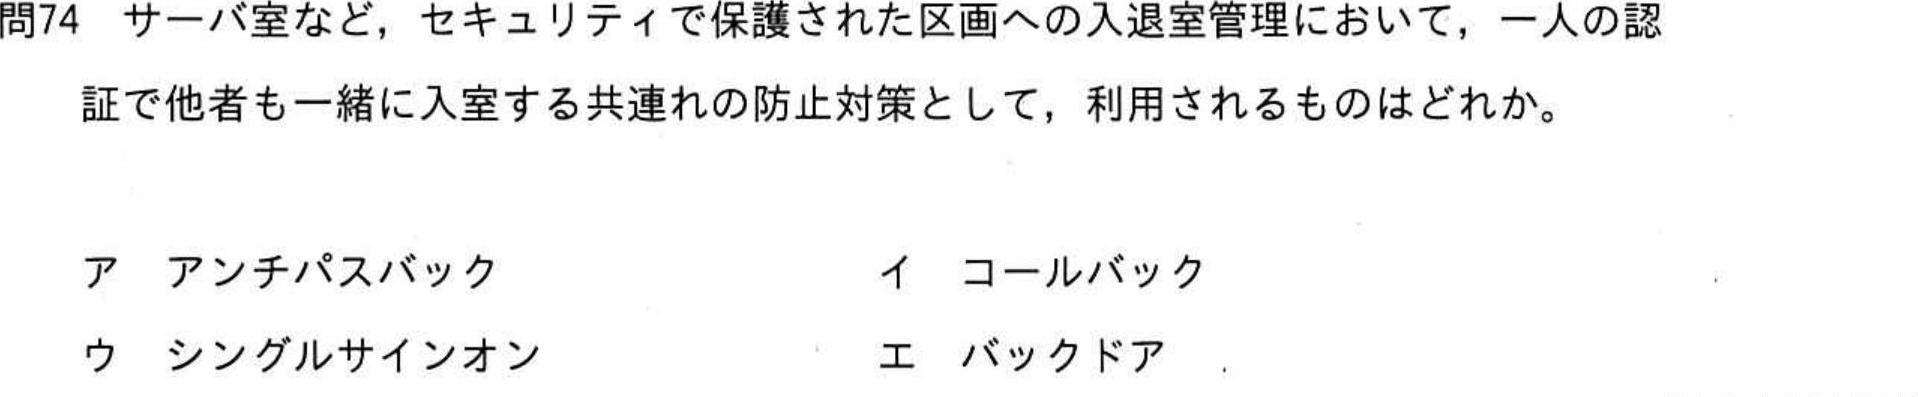 問74 サーバ室など，セキュリティで保護された区画への入退室管理において，一人の認
証で他者も一緒に入室する共連れの防止対策として，利用されるものはどれか。
ア アンチパスバック イ コールバック
ウ シングルサインオン エ バックドア